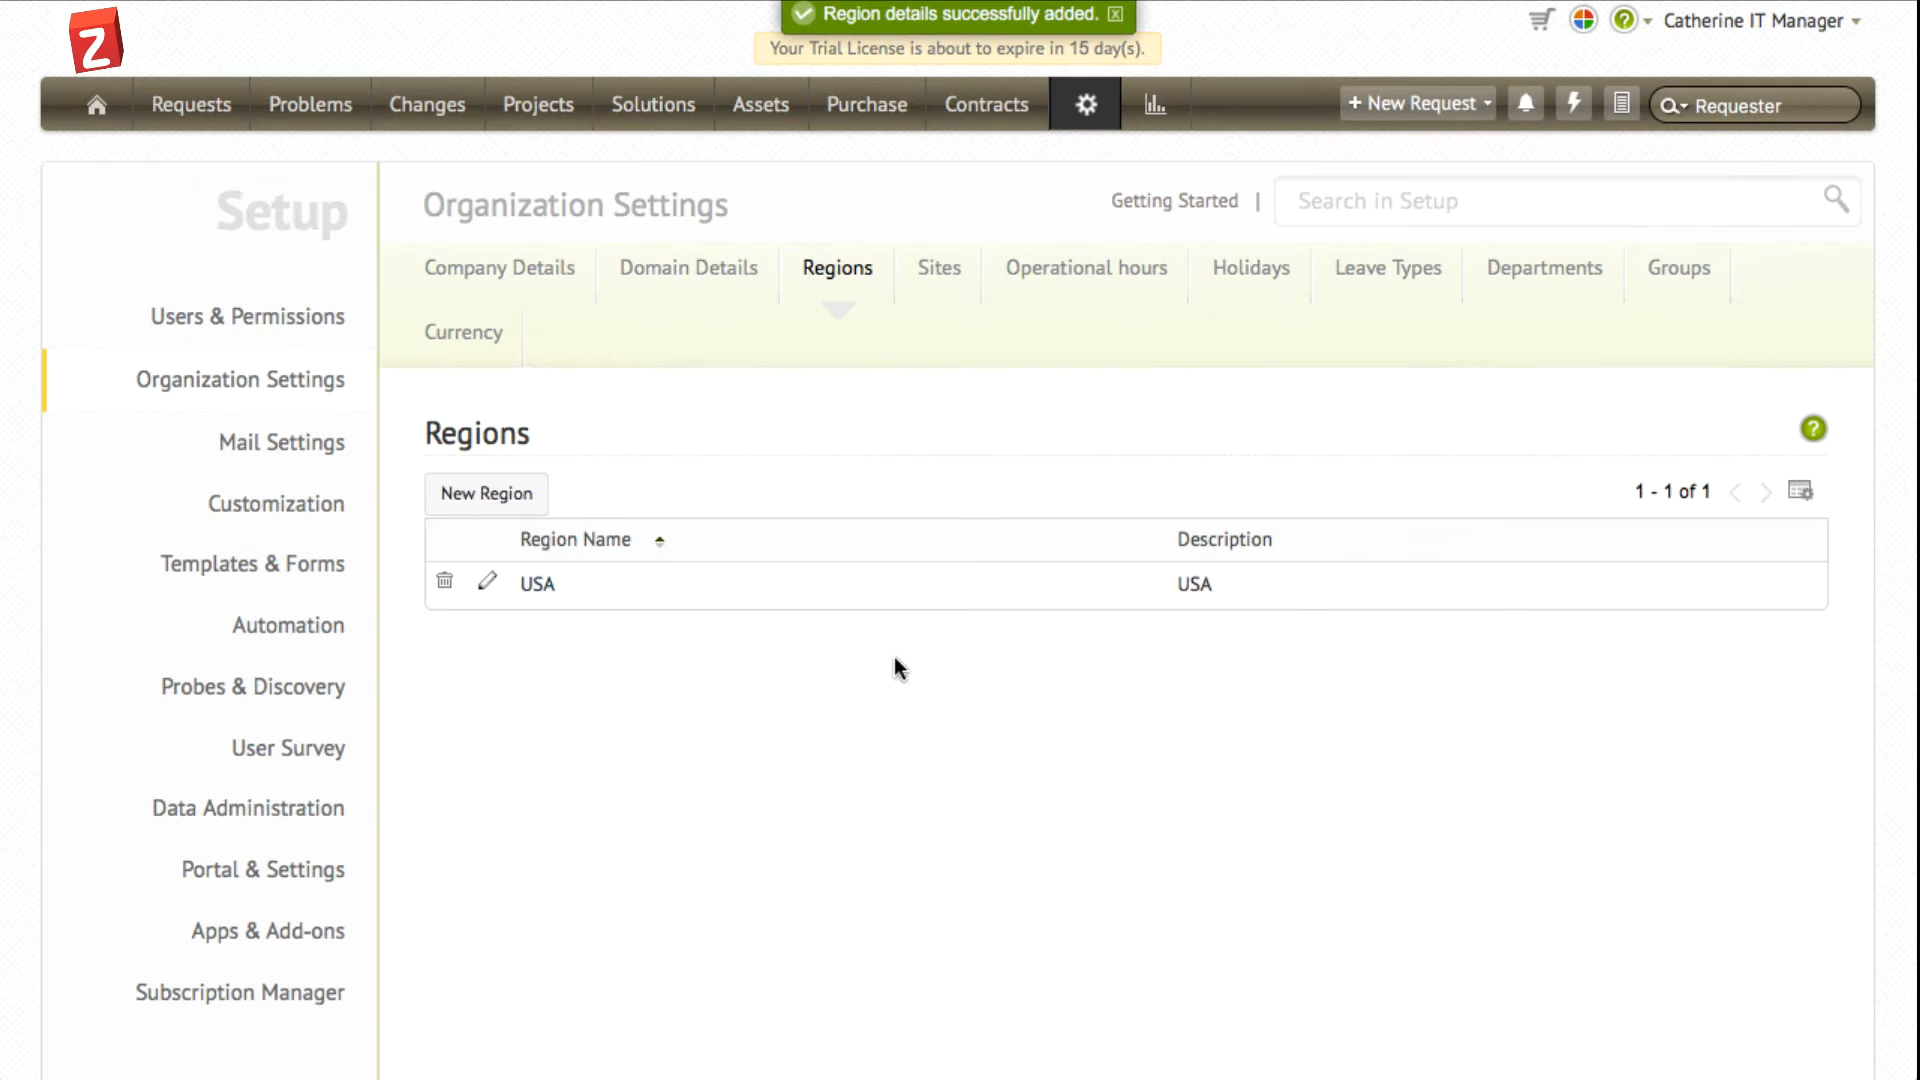 Z
Region details successfully added.
Your Trial License is about to expire in 15 day(s).
Catherine IT Manager
Requests Problems Changes Projects Solutions Assets Purchase Contracts
+ New Request
Requester
Setup
Organization Settings
Getting Started |
Search in Setup
Company Details Domain Details Regions Sites Operational hours Holidays Leave Types Departments Groups
Currency
Users & Permissions
Organization Settings
Mail Settings
Customization
Templates & Forms
Automation
Probes & Discovery
User Survey
Data Administration
Portal & Settings
Apps & Add-ons
Subscription Manager
Regions
?
New Region
1 - 1 of 1
Region Name Description
USA USA